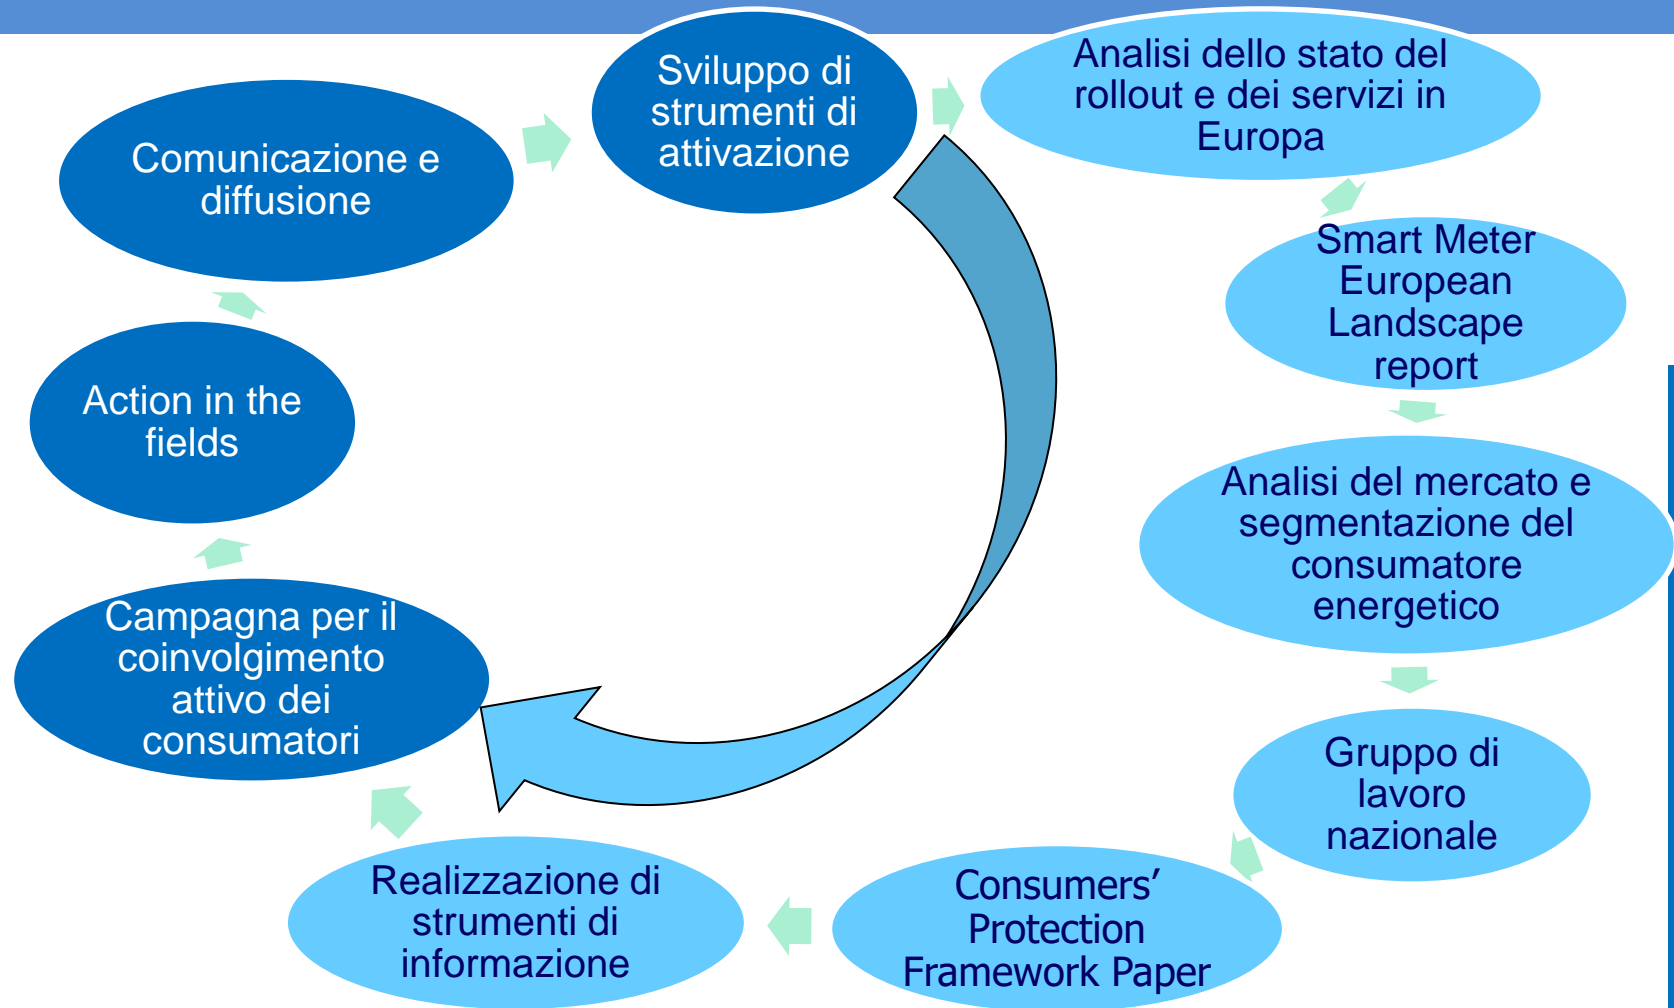 Sviluppo di
strumenti di
attivazione
Analisi dello stato del
rollout e dei servizi in
Europa
Smart Meter
European
Landscape
report
Analisi del mercato e
segmentazione del
consumatore
energetico
Gruppo di
lavoro
nazionale
Consumers’
Protection
Framework Paper
Realizzazione di
strumenti di
informazione
Campagna per il
coinvolgimento
attivo dei
consumatori
Action in the
fields
Comunicazione e
diffusione